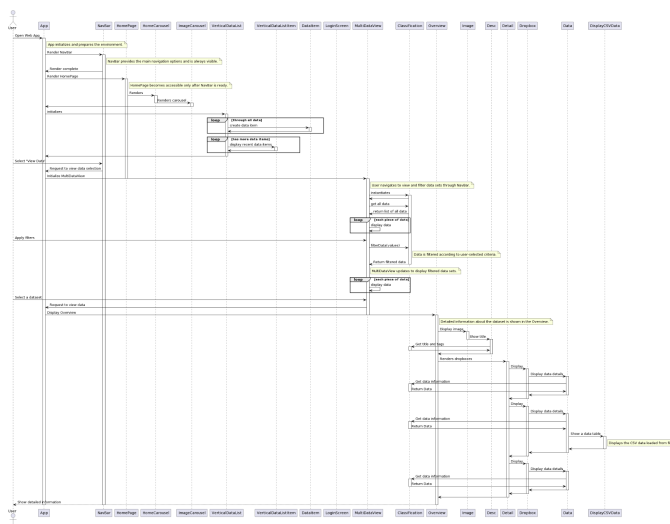 User App NavBar HomePage HomeCarousel ImageCarousel VerticalDataList VerticalDataListItem DataItem LoginScreen MultiDataView Classification Overview Image Desc Detail Dropbox Data DisplayCSVData
Open Web App
App initializes and prepares the environment.
Render NavBar
NavBar provides the main navigation options and is always visible.
Render complete
Render HomePage
HomePage becomes accessible only after NavBar is ready.
Renders
Renders carousel
Initializes
loop [through all data]
create data item
loop [has more data items]
display recent data items
Select "View Data"
Request to view data selection
Initialize MultiDataView
User navigates to view and filter data sets through NavBar.
instantiates
get all data
return list of all data
loop [each piece of data]
display data
Apply filters
filterData(values)
Data is filtered according to user-selected criteria.
Return filtered data
MultiDataView updates to display filtered data sets.
loop [each piece of data]
display data
Select a dataset
Request to view data
Display Overview
Detailed information about the dataset is shown in the Overview.
Display image
Show title
Get title and tags
Renders dropboxes
Display
Display data details
Get data information
Return Data
Display
Display data details
Get data information
Return Data
Show a data table
Displays the CSV data loaded from
Display
Display data details
Get data information
Return Data
Show detailed information
User App NavBar HomePage HomeCarousel ImageCarousel VerticalDataList VerticalDataListItem DataItem LoginScreen MultiDataView Classification Overview Image Desc Detail Dropbox Data DisplayCSVData